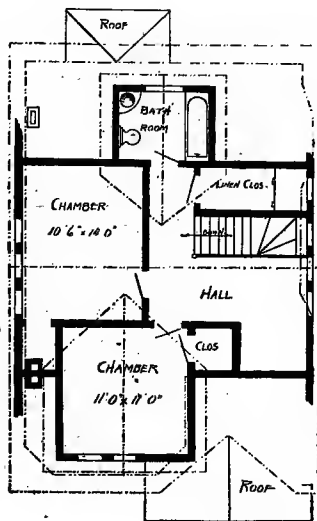 ROOF
BATH
ROOM
LINEN CLOS.
CHAMBER
10'6" x 14'0"
DOWN
HALL
CLOS
CHAMBER
11'0" x 11'0"
ROOF